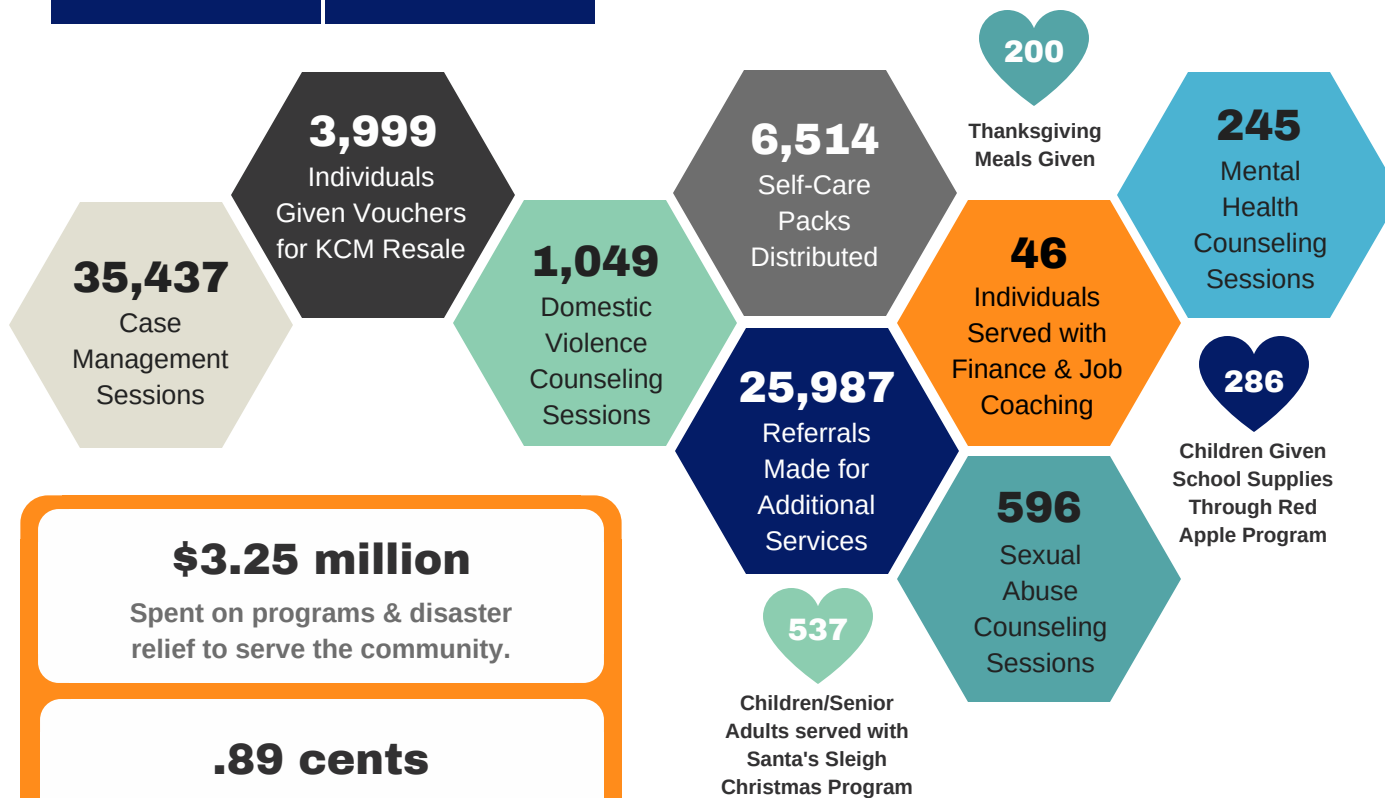 200
Thanksgiving
Meals Given
3,999
Individuals
Given Vouchers
for KCM Resale
6,514
Self-Care
Packs
Distributed
245
Mental
Health
Counseling
Sessions
35,437
Case
Management
Sessions
1,049
Domestic
Violence
Counseling
Sessions
46
Individuals
Served with
Finance & Job
Coaching
25,987
Referrals
Made for
Additional
Services
286
Children Given
School Supplies
Through Red
Apple Program
596
Sexual
Abuse
Counseling
Sessions
$3.25 million
Spent on programs & disaster
relief to serve the community.
537
Children/Senior
Adults served with
Santa's Sleigh
Christmas Program
.89 cents